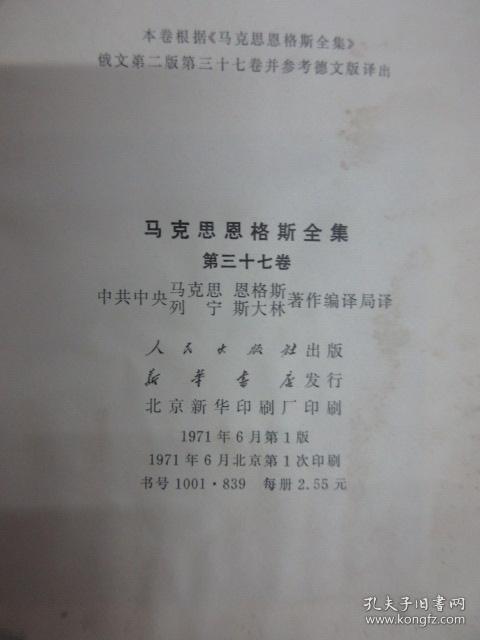 本卷根据《马克思恩格斯全集》
俄文第二版第三十七卷并参考德文版译出
马克思恩格斯全集
第三十七卷
中共中央马克思 恩格斯列宁 斯大林著作编译局译
人民出版社出版
新华书店发行
北京新华印刷厂印刷
1971年6月第1版
1971年6月北京第1次印刷
书号1001·839 每册2.55元
孔夫子旧书网
www.kongfz.com